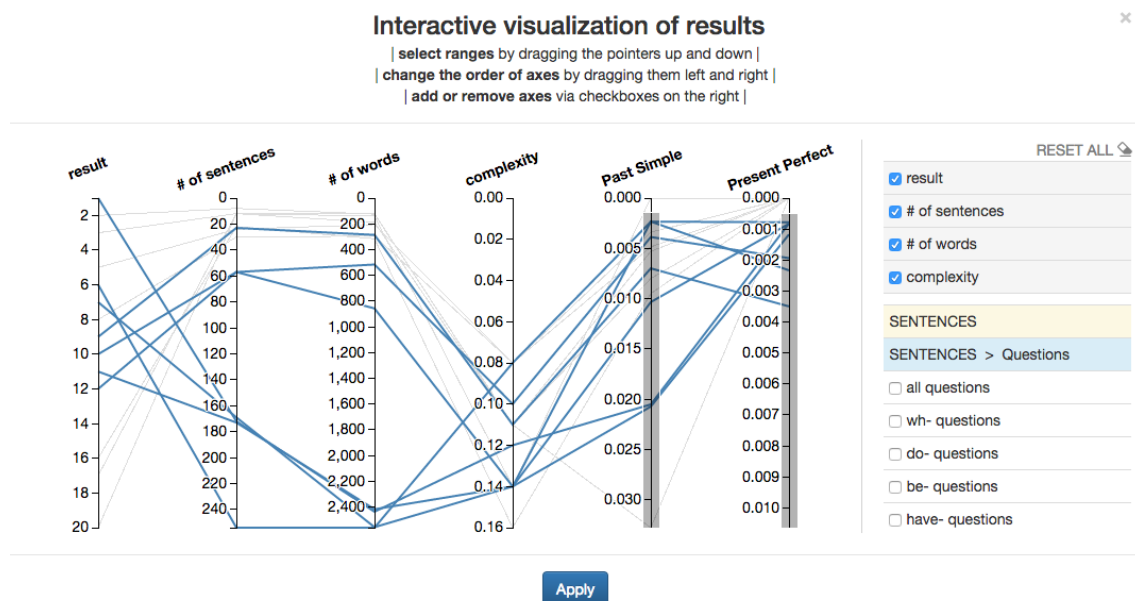 Interactive visualization of results
×
| select ranges by dragging the pointers up and down |
| change the order of axes by dragging them left and right |
| add or remove axes via checkboxes on the right |
result
# of sentences
# of words
complexity
Past Simple
Present Perfect
2
4
6
8
10
12
14
16
18
20
0
20
40
60
80
100
120
140
160
180
200
220
240
0
200
400
600
800
1,000
1,200
1,400
1,600
1,800
2,000
2,200
2,400
0.00
0.02
0.04
0.06
0.08
0.10
0.12
0.14
0.16
0.000
0.005
0.010
0.015
0.020
0.025
0.030
0.000
0.001
0.002
0.003
0.004
0.005
0.006
0.007
0.008
0.009
0.010
RESET ALL
result
# of sentences
# of words
complexity
SENTENCES
SENTENCES > Questions
all questions
wh- questions
do- questions
be- questions
have- questions
Apply